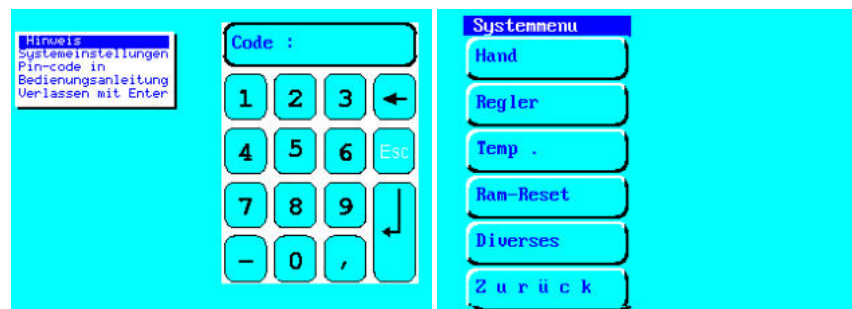 Hinweis
Systemeinstellungen
Pin-code in
Bedienungsanleitung
Verlassen mit Enter
Code :
1 2 3
4 5 6 Esc
7 8 9
- 0 ,
Systemmenu
Hand
Regler
Temp .
Ram-Reset
Diverses
Z u r ü c k